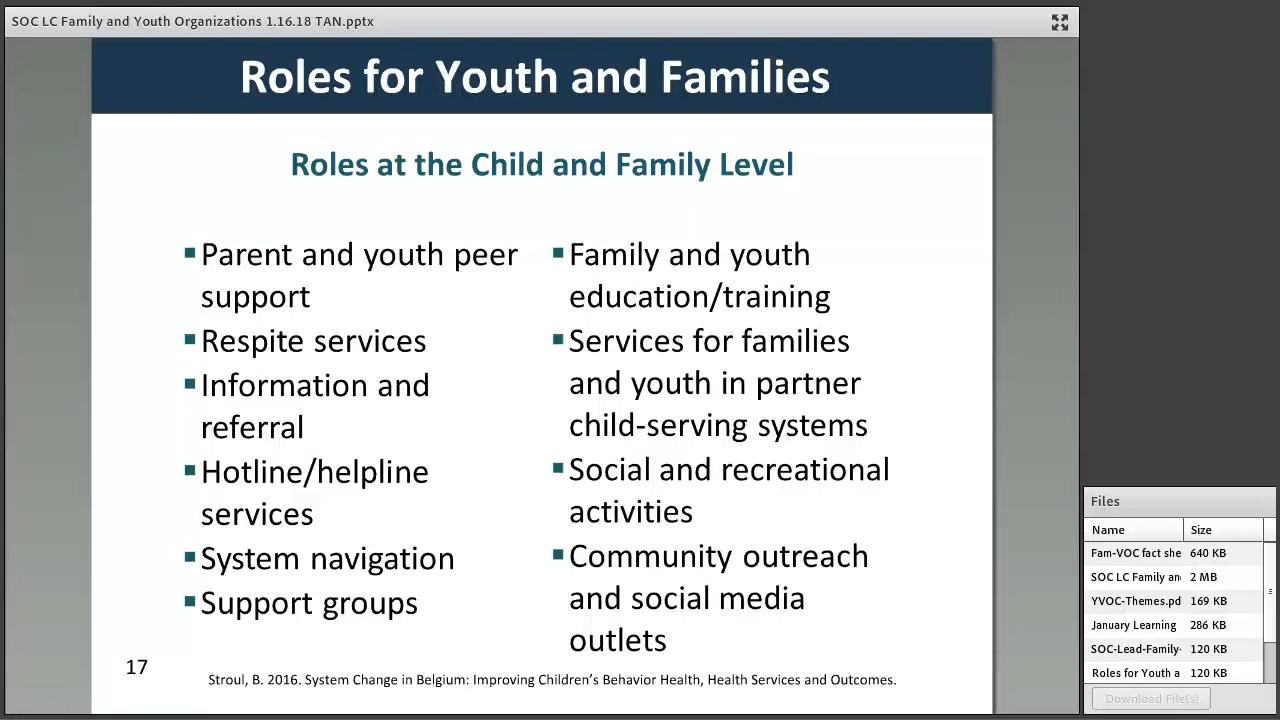 SOC LC Family and Youth Organizations 1.16.18 TAN.pptx
Roles for Youth and Families
Roles at the Child and Family Level
Parent and youth peer
support
Respite services
Information and
referral
Hotline/helpline
services
System navigation
Support groups
Family and youth
education/training
Services for families
and youth in partner
child-serving systems
Social and recreational
activities
Community outreach
and social media
outlets
17
Stroul, B. 2016. System Change in Belgium: Improving Children’s Behavior Health, Health Services and Outcomes.
Files
Name Size
Fam-VOC fact she 640 KB
SOC LC Family and 2 MB
YVOC-Themes.pd 169 KB
January Learning 286 KB
SOC-Lead-Family- 120 KB
Roles for Youth a 120 KB
Download File(s)